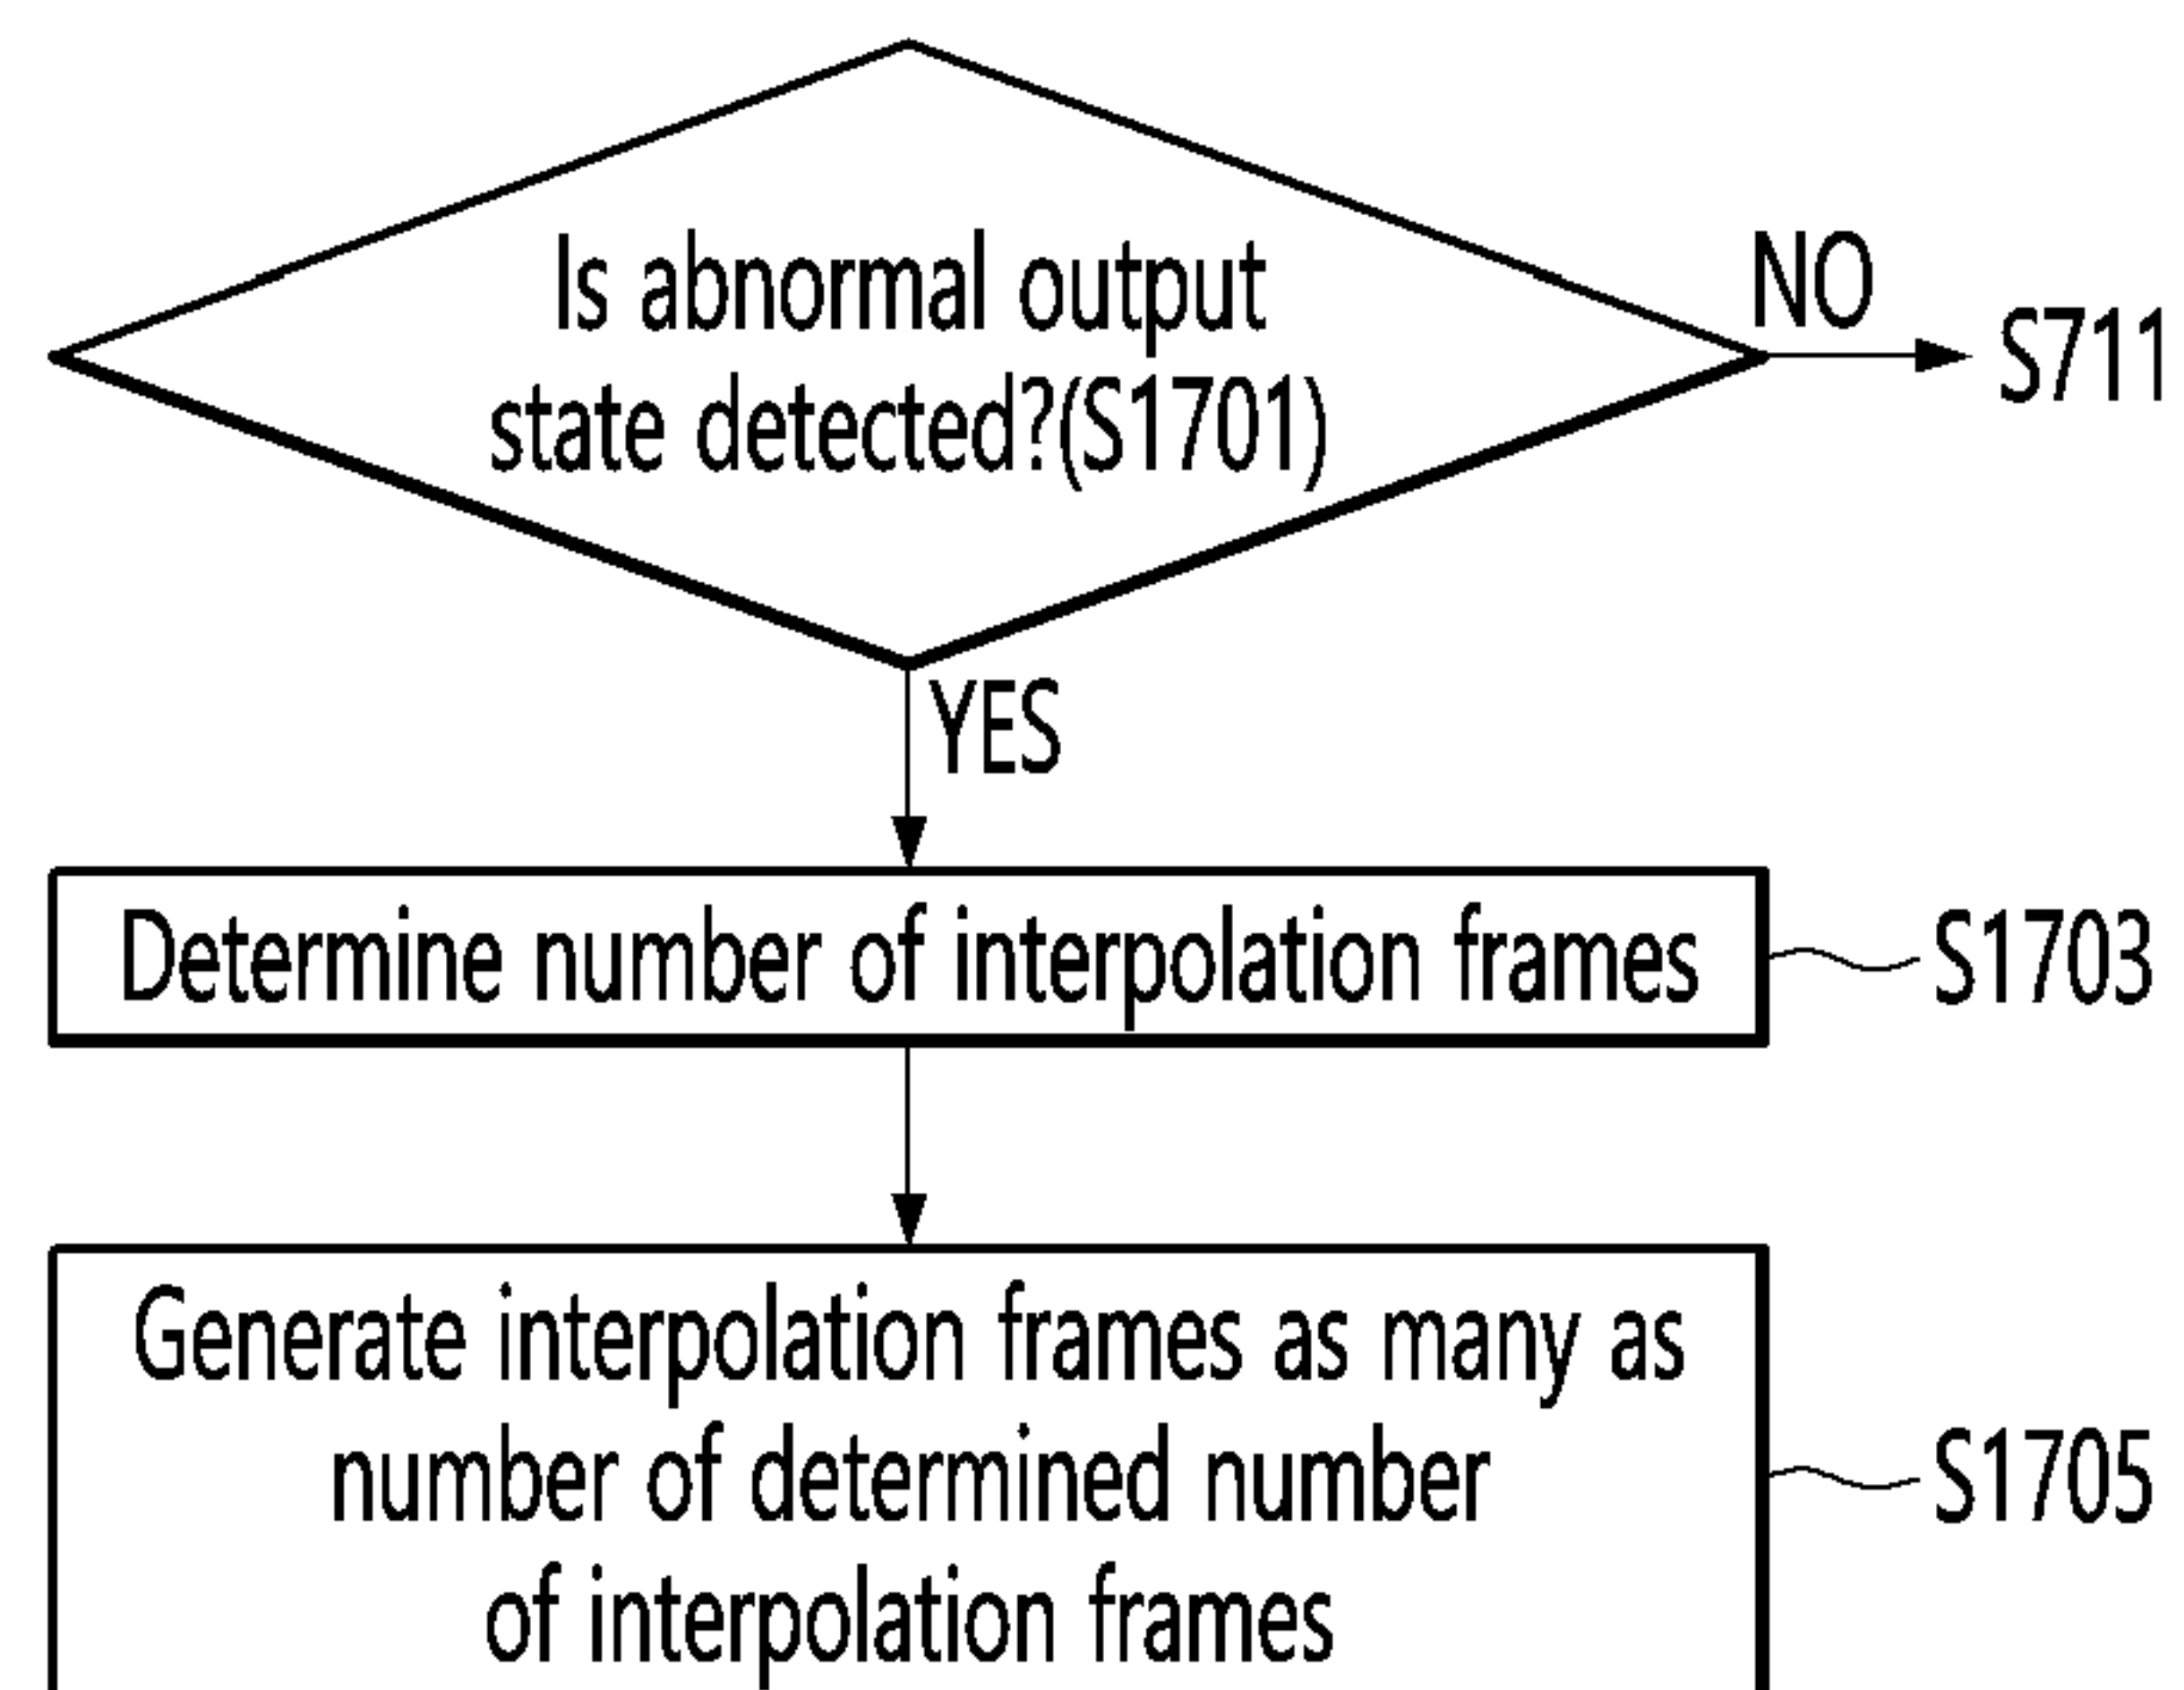 Is abnormal output
state detected?(S1701)
NO
S711
YES
Determine number of interpolation frames
S1703
Generate interpolation frames as many as
number of determined number
of interpolation frames
S1705